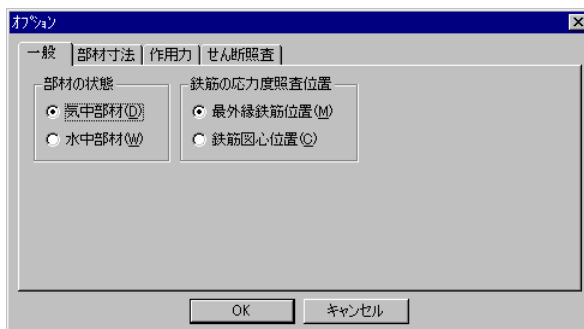 ｵﾌﾟｼｮﾝ
一般 部材寸法 作用力 せん断照査
部材の状態 鉄筋の応力度照査位置
気中部材(D) 最外縁鉄筋位置(M)
水中部材(W) 鉄筋図心位置(C)
OK キャンセル